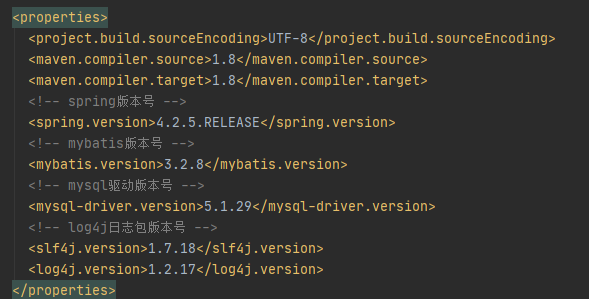 <properties>
<project.build.sourceEncoding>UTF-8</project.build.sourceEncoding>
<maven.compiler.source>1.8</maven.compiler.source>
<maven.compiler.target>1.8</maven.compiler.target>
<!-- spring版本号 -->
<spring.version>4.2.5.RELEASE</spring.version>
<!-- mybatis版本号 -->
<mybatis.version>3.2.8</mybatis.version>
<!-- mysql驱动版本号 -->
<mysql-driver.version>5.1.29</mysql-driver.version>
<!-- log4j日志包版本号 -->
<slf4j.version>1.7.18</slf4j.version>
<log4j.version>1.2.17</log4j.version>
</properties>